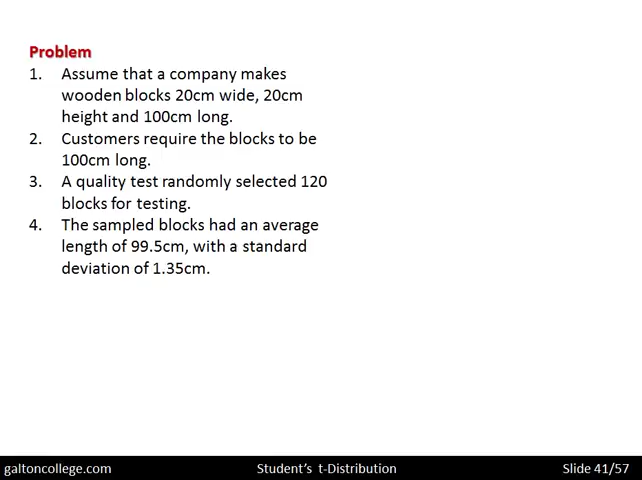 Problem
1. Assume that a company makes
wooden blocks 20cm wide, 20cm
height and 100cm long.
2. Customers require the blocks to be
100cm long.
3. A quality test randomly selected 120
blocks for testing.
4. The sampled blocks had an average
length of 99.5cm, with a standard
deviation of 1.35cm.
galtoncollege.com Student's t-Distribution Slide 41/57